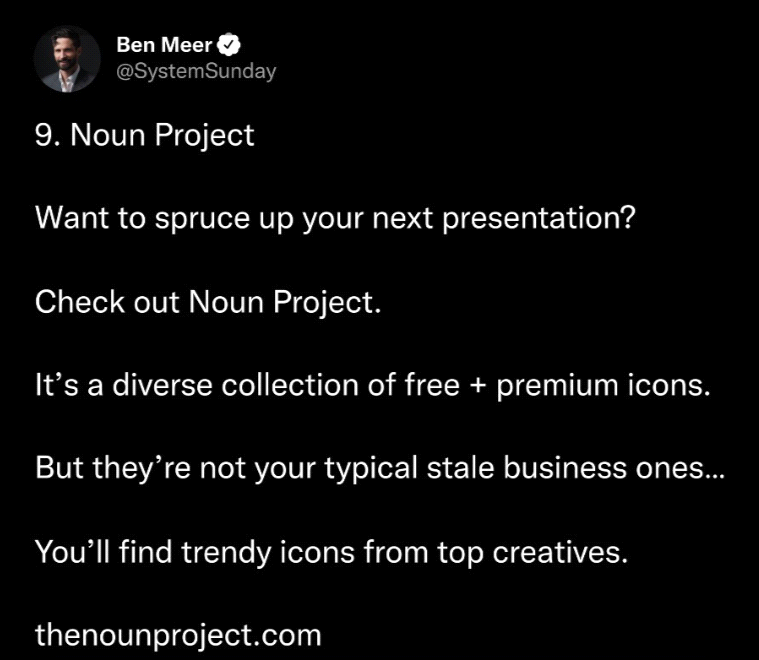 Ben Meer
@SystemSunday
9. Noun Project
Want to spruce up your next presentation?
Check out Noun Project.
It’s a diverse collection of free + premium icons.
But they’re not your typical stale business ones...
You’ll find trendy icons from top creatives.
thenounproject.com